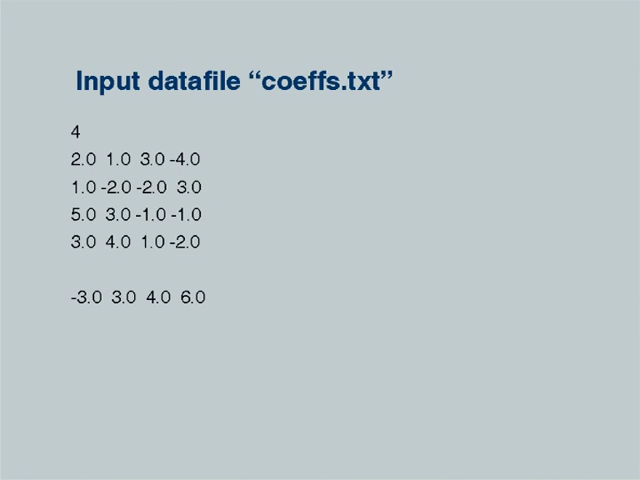 Input datafile “coeffs.txt”
4
2.0 1.0 3.0 -4.0
1.0 -2.0 -2.0 3.0
5.0 3.0 -1.0 -1.0
3.0 4.0 1.0 -2.0
-3.0 3.0 4.0 6.0